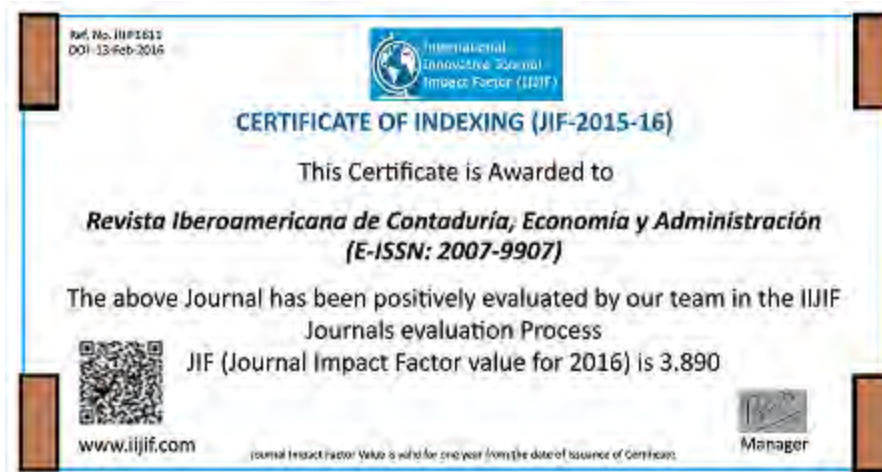 Ref. No. IIJIF1611
DOI -13-Feb-2016
International
Innovative Journal
Impact Factor (IIJIF)
CERTIFICATE OF INDEXING (JIF-2015-16)
This Certificate is Awarded to
Revista Iberoamericana de Contaduría, Economía y Administración
(E-ISSN: 2007-9907)
The above Journal has been positively evaluated by our team in the IIJIF
Journals evaluation Process
JIF (Journal Impact Factor value for 2016) is 3.890
www.iijif.com
Journal Impact Factor Value is valid for one year from the date of issuance of Certificate
Manager